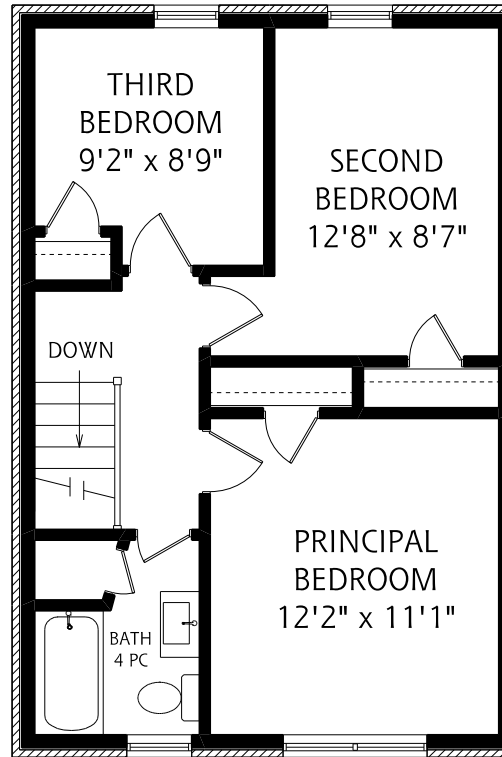 THIRD
BEDROOM
9'2" x 8'9"
SECOND
BEDROOM
12'8" x 8'7"
DOWN
PRINCIPAL
BEDROOM
12'2" x 11'1"
BATH
4 PC